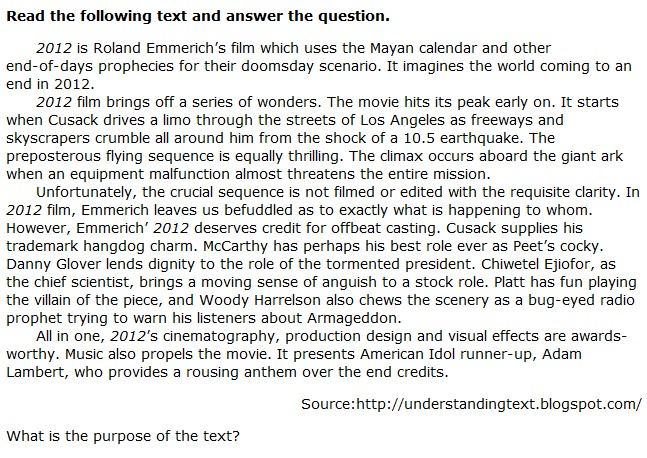 Read the following text and answer the question.
2012 is Roland Emmerich’s film which uses the Mayan calendar and other
end-of-days prophecies for their doomsday scenario. It imagines the world coming to an
end in 2012.
2012 film brings off a series of wonders. The movie hits its peak early on. It starts
when Cusack drives a limo through the streets of Los Angeles as freeways and
skyscrapers crumble all around him from the shock of a 10.5 earthquake. The
preposterous flying sequence is equally thrilling. The climax occurs aboard the giant ark
when an equipment malfunction almost threatens the entire mission.
Unfortunately, the crucial sequence is not filmed or edited with the requisite clarity. In
2012 film, Emmerich leaves us befuddled as to exactly what is happening to whom.
However, Emmerich’ 2012 deserves credit for offbeat casting. Cusack supplies his
trademark hangdog charm. McCarthy has perhaps his best role ever as Peet’s cocky.
Danny Glover lends dignity to the role of the tormented president. Chiwetel Ejiofor, as
the chief scientist, brings a moving sense of anguish to a stock role. Platt has fun playing
the villain of the piece, and Woody Harrelson also chews the scenery as a bug-eyed radio
prophet trying to warn his listeners about Armageddon.
All in one, 2012’s cinematography, production design and visual effects are awards-
worthy. Music also propels the movie. It presents American Idol runner-up, Adam
Lambert, who provides a rousing anthem over the end credits.
Source:http://understandingtext.blogspot.com/
What is the purpose of the text?